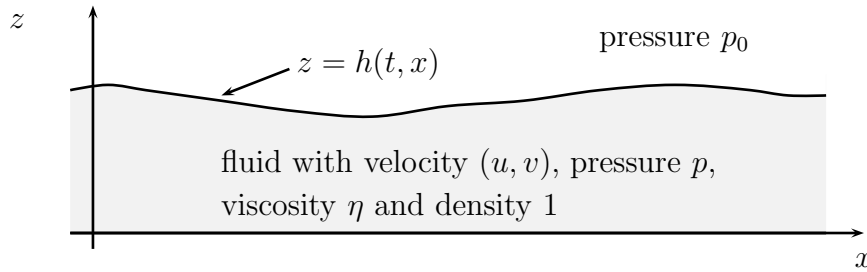 z
pressure p₀
z = h(t, x)
fluid with velocity (u, v), pressure p,
viscosity η and density 1
x